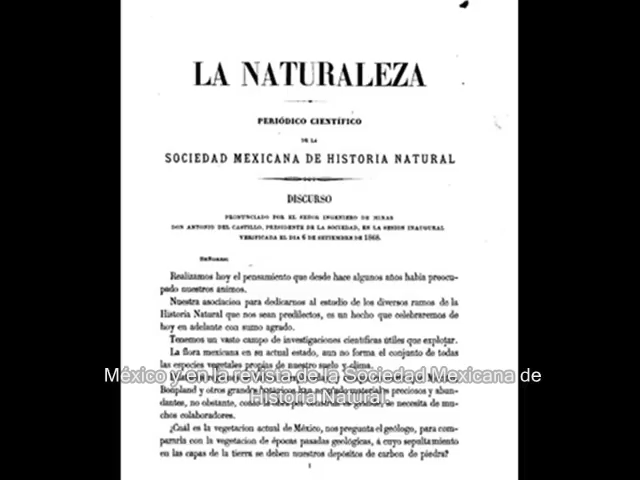 LA NATURALEZA
PERIÓDICO CIENTÍFICO
DE LA
SOCIEDAD MEXICANA DE HISTORIA NATURAL
DISCURSO
PRONUNCIADO POR EL SEÑOR INGENIERO DE MINAS
DON ANTONIO DEL CASTILLO, PRESIDENTE DE LA SOCIEDAD, EN LA SESION INAUGURAL
VERIFICADA EL DIA 6 DE SETIEMBRE DE 1868.
SEÑORES:
Realizamos hoy el pensamiento que desde hace algunos años habia preocu-
pado nuestros ánimos.
Nuestra asociacion para dedicarnos al estudio de los diversos ramos de la
Historia Natural que nos sean predilectos, es un hecho que celebraremos de
hoy en adelante con sumo agrado.
Tenemos un vasto campo de investigaciones científicas útiles que explotar.
La flora mexicana en su actual estado, aun no forma el conjunto de todas
las especies vegetales propias de nuestro suelo y clima.
México y en la revista de la Sociedad Mexicana de
Historia Natural.
Bonpland y otros grandes
preciosos y abun-
dantes, no obstante, se necesita de mu-
chos colaboradores.
¿Cuál es la vegetacion actual de México, nos pregunta el geólogo, para com-
pararla con la vegetacion de épocas pasadas geológicas, á cuyo sepultamiento
en las capas de la tierra se deben nuestros depósitos de carbon de piedra?
1